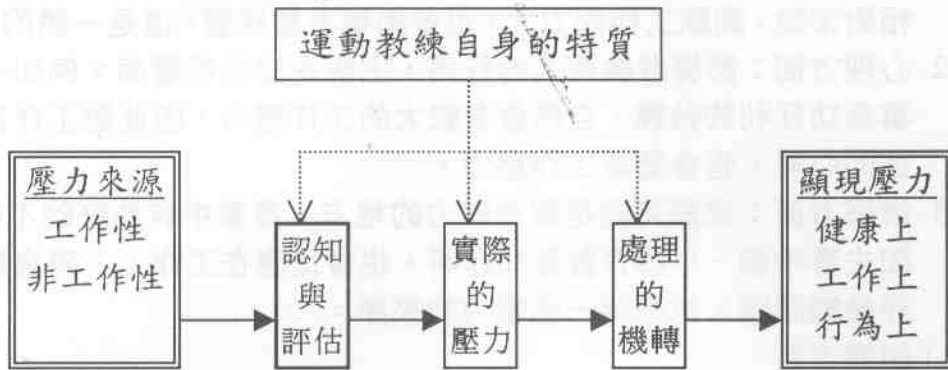 運動教練自身的特質
壓力來源
工作性
非工作性
認知
與
評估
實際
的
壓力
處理
的
機轉
顯現壓力
健康上
工作上
行為上
2